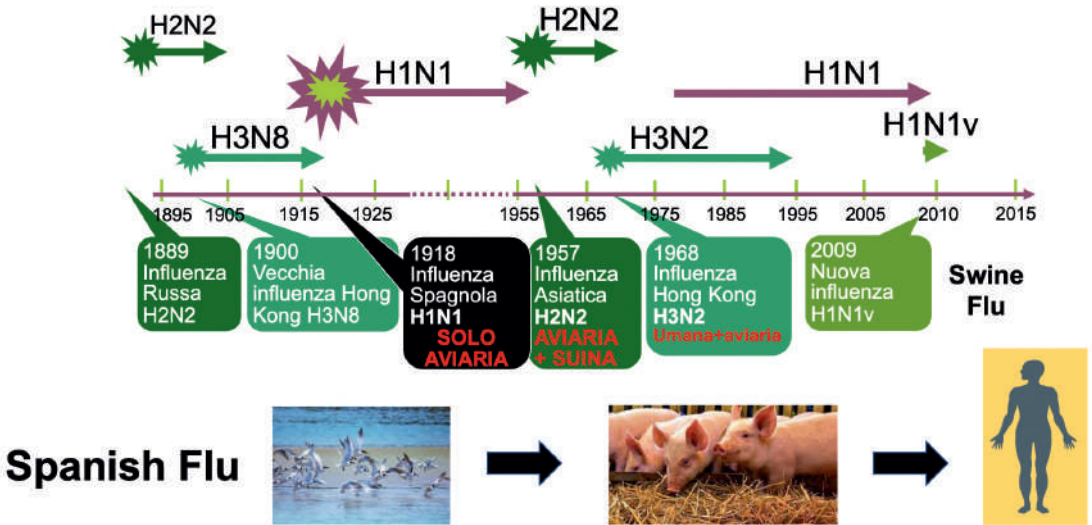 H2N2
H2N2
H1N1
H1N1
H3N8
H3N2
H1N1v
1895 1905 1915 1925 1955 1965 1975 1985 1995 2005 2010 2015
1889
Influenza
Russa
H2N2
1900
Vecchia
influenza Hong
Kong H3N8
1918
Influenza
Spagnola
H1N1
SOLO
AVIARIA
1957
Influenza
Asiatica
H2N2
AVIARIA
+ SUINA
1968
Influenza
Hong Kong
H3N2
Umana+aviaria
2009
Nuova
influenza
H1N1v
Swine
Flu
Spanish Flu